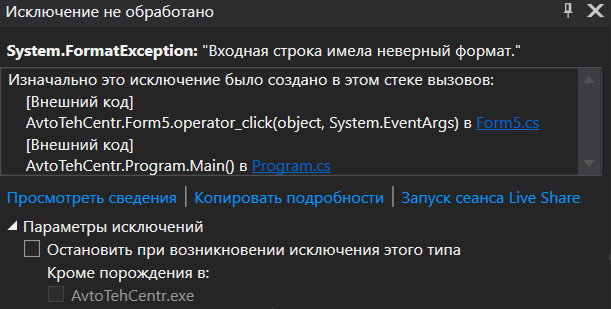 Исключение не обработано
System.FormatException: "Входная строка имела неверный формат."
Изначально это исключение было создано в этом стеке вызовов:
[Внешний код]
AvtoTehCentr.Form5.operator_click(object, System.EventArgs) в Form5.cs
[Внешний код]
AvtoTehCentr.Program.Main() в Program.cs
Просмотреть сведения | Копировать подробности | Запуск сеанса Live Share
Параметры исключений
Остановить при возникновении исключения этого типа
Кроме порождения в:
AvtoTehCentr.exe